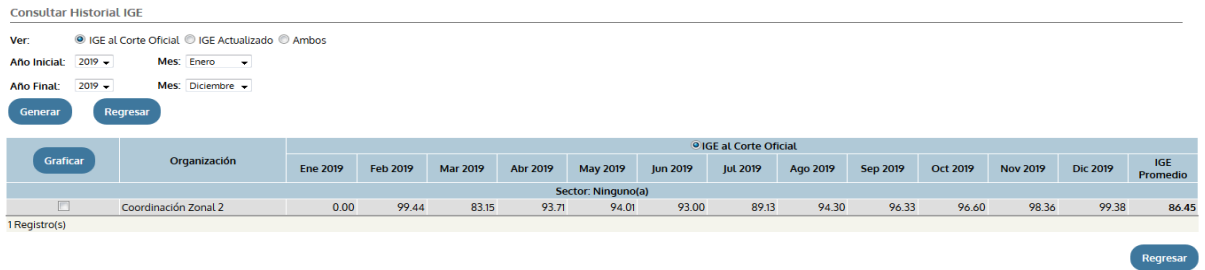 Consultar Historial IGE
Ver: IGE al Corte Oficial IGE Actualizado Ambos
Año Inicial: 2019 Mes: Enero
Año Final: 2019 Mes: Diciembre
Generar Regresar
IGE al Corte Oficial
Graficar Organización Ene 2019 Feb 2019 Mar 2019 Abr 2019 May 2019 Jun 2019 Jul 2019 Ago 2019 Sep 2019 Oct 2019 Nov 2019 Dic 2019 IGE Promedio
Sector: Ninguno(a)
Coordinación Zonal 2 0.00 99.44 83.15 93.71 94.01 93.00 89.13 94.30 96.33 96.60 98.36 99.38 86.45
1 Registro(s)
Regresar